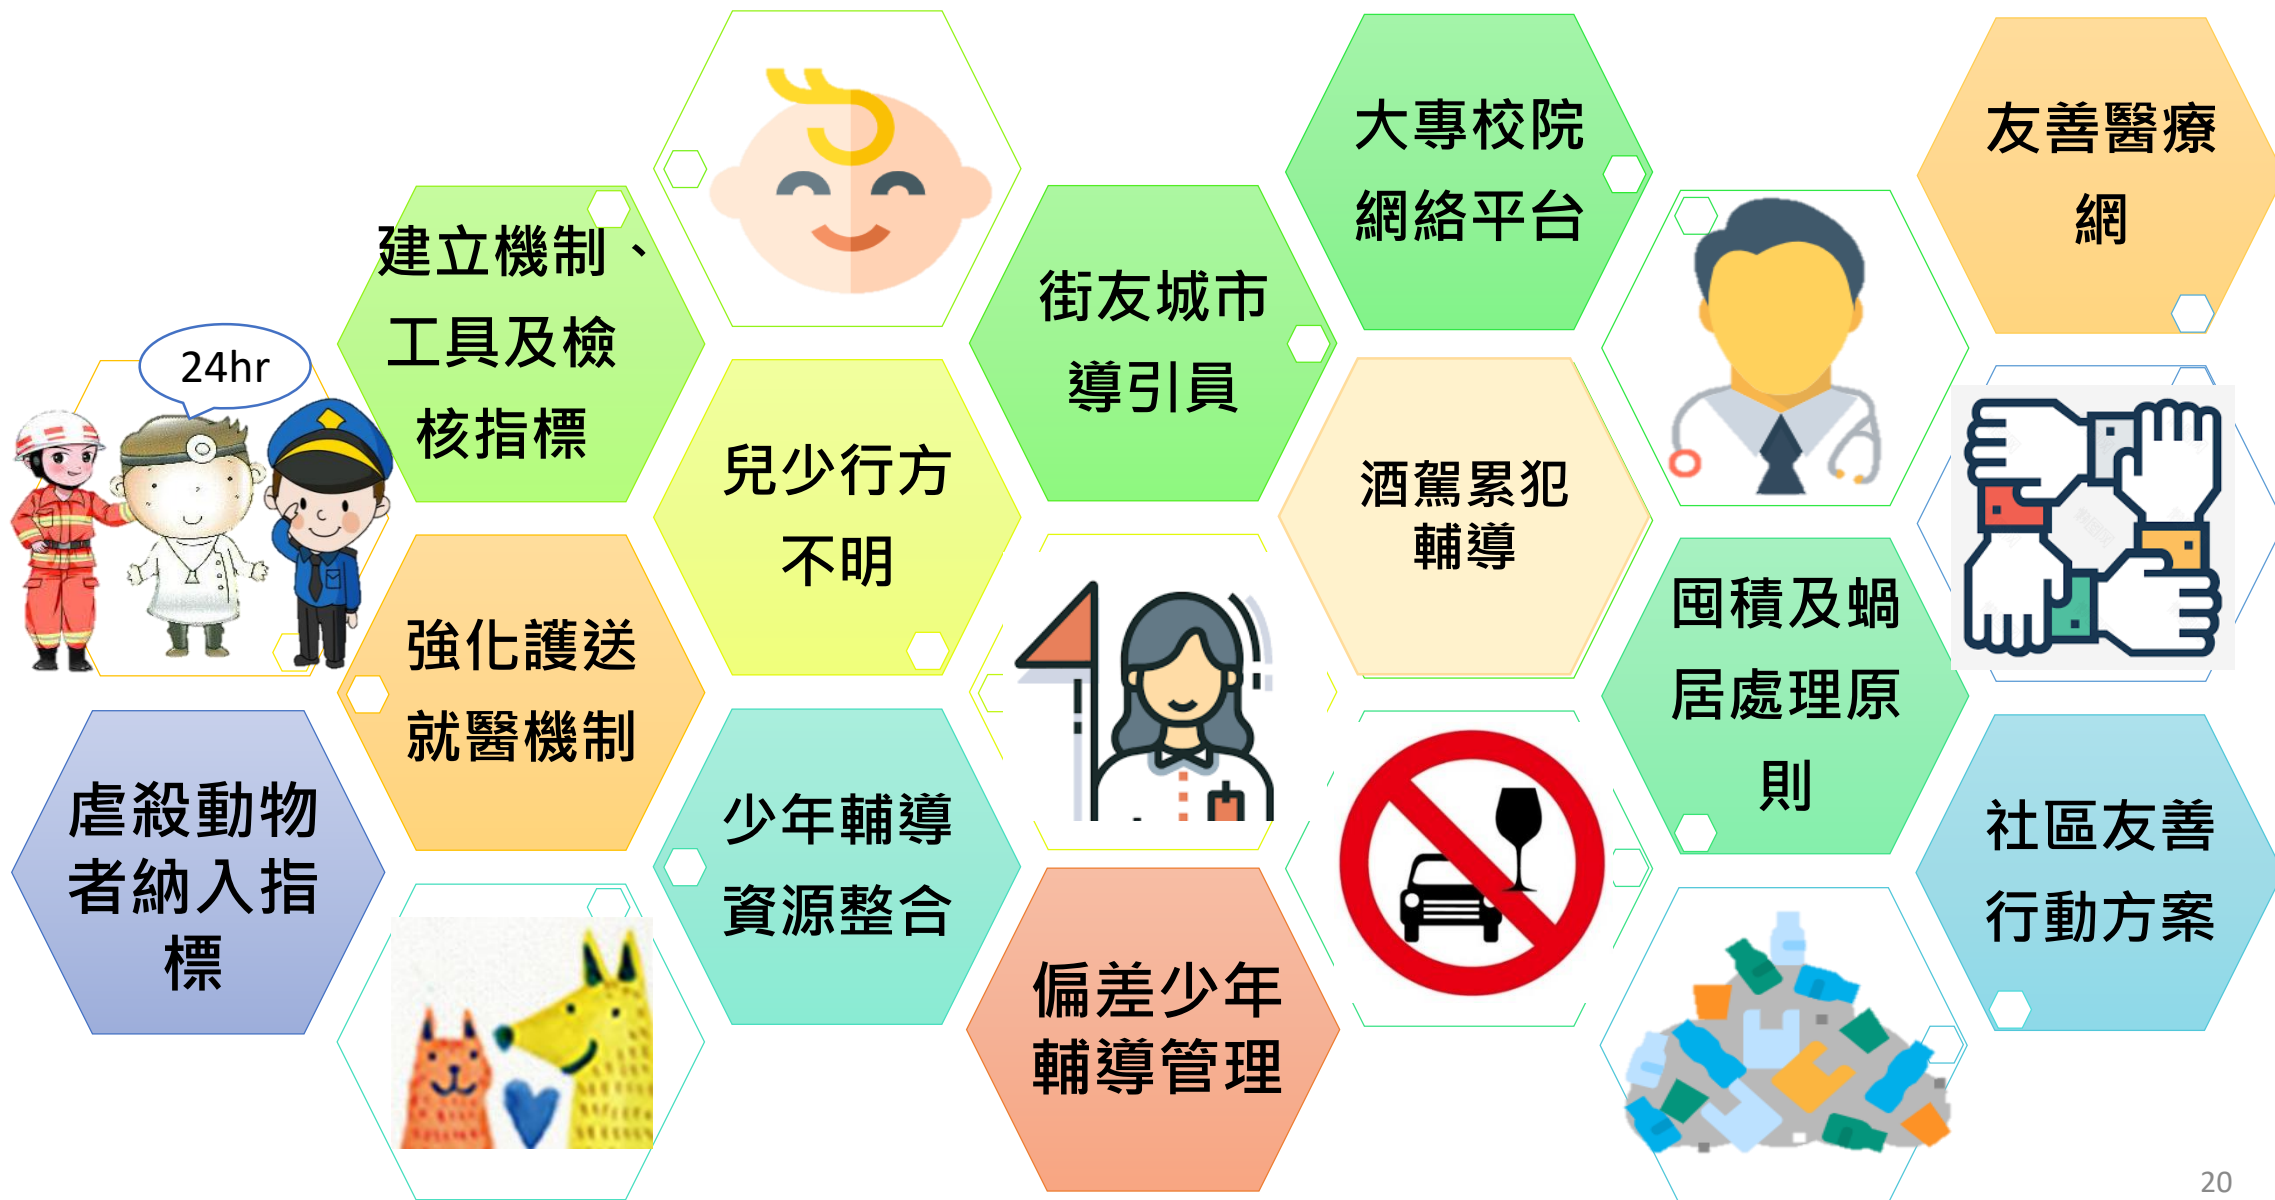 24hr
虐殺動物
者納入指
標
建立機制、
工具及檢
核指標
強化護送
就醫機制
兒少行方
不明
少年輔導
資源整合
街友城市
導引員
偏差少年
輔導管理
大專校院
網絡平台
酒駕累犯
輔導
囤積及蝸
居處理原
則
友善醫療
網
社區友善
行動方案
20